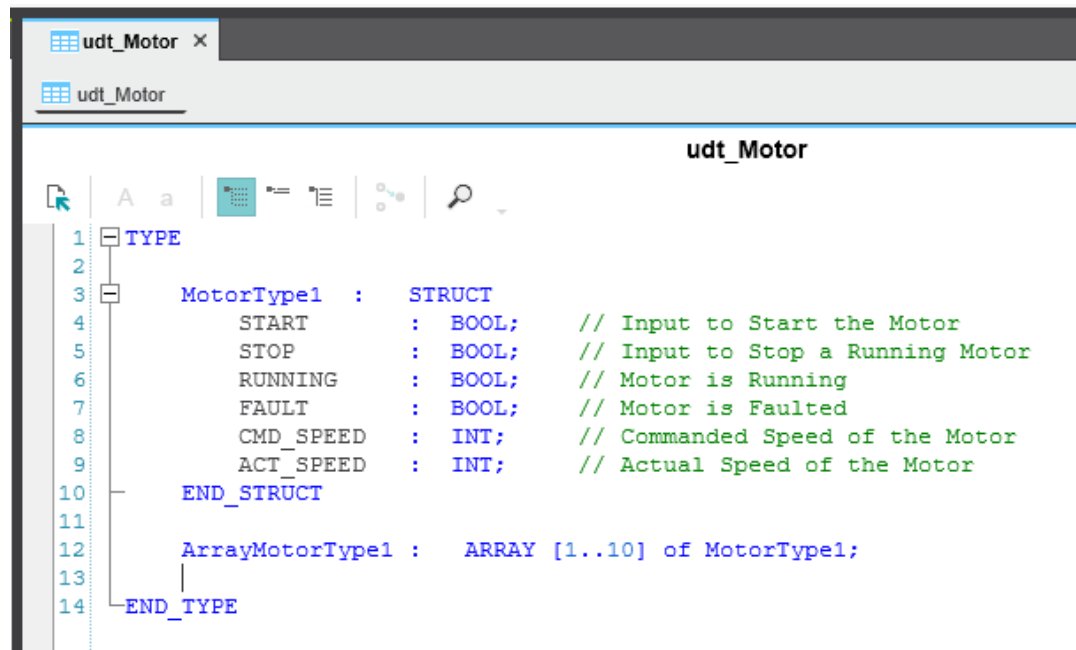 udt_Motor ×
udt_Motor
udt_Motor
A a
1 TYPE
2
3 MotorType1 : STRUCT
4 START : BOOL; // Input to Start the Motor
5 STOP : BOOL; // Input to Stop a Running Motor
6 RUNNING : BOOL; // Motor is Running
7 FAULT : BOOL; // Motor is Faulted
8 CMD_SPEED : INT; // Commanded Speed of the Motor
9 ACT_SPEED : INT; // Actual Speed of the Motor
10 END_STRUCT
11
12 ArrayMotorType1 : ARRAY [1..10] of MotorType1;
13
14 END_TYPE